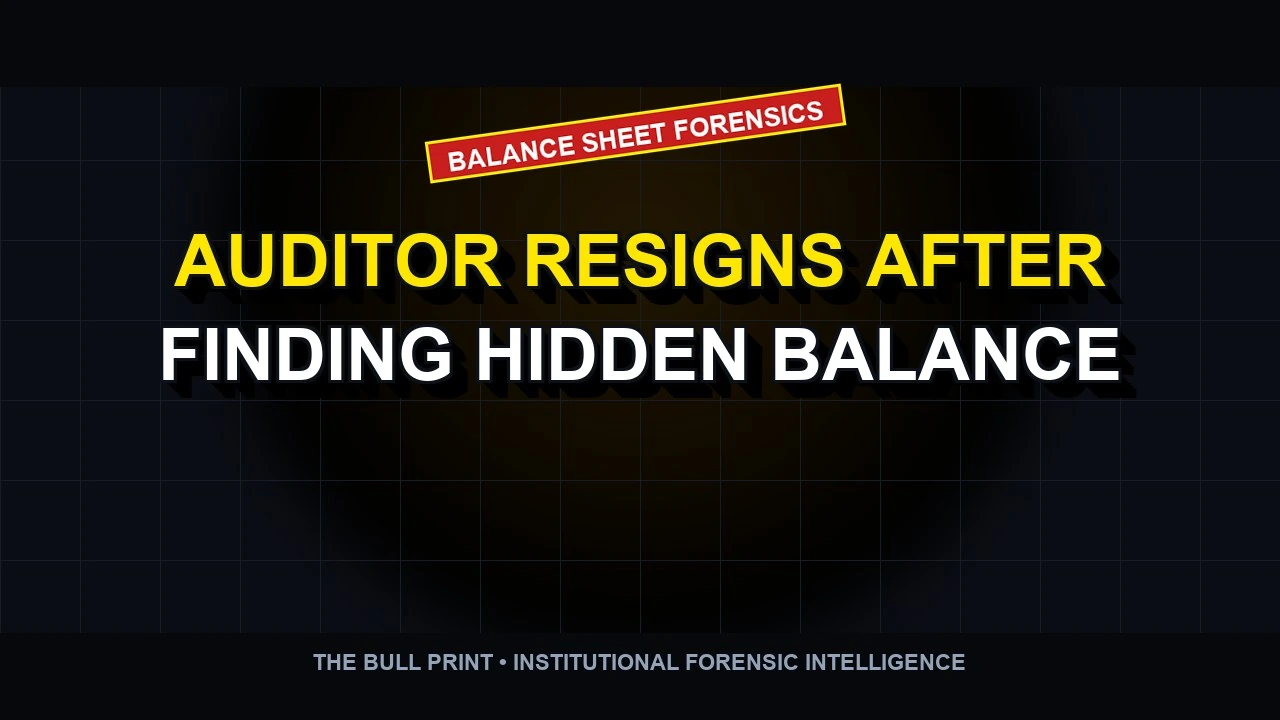 BALANCE SHEET FORENSICS
AUDITOR RESIGNS AFTER
FINDING HIDDEN BALANCE
THE BULL PRINT • INSTITUTIONAL FORENSIC INTELLIGENCE